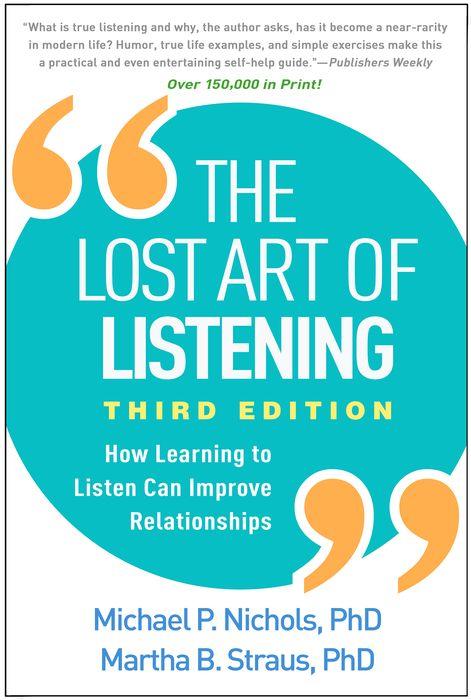 “What is true listening and why, the author asks, has it become a near-rarity
in modern life? Humor, true life examples, and simple exercises make this
a practical and even entertaining self-help guide.”—Publishers Weekly
Over 150,000 in Print!
THE
LOST ART OF
LISTENING
THIRD EDITION
How Learning to
Listen Can Improve
Relationships
Michael P. Nichols, PhD
Martha B. Straus, PhD